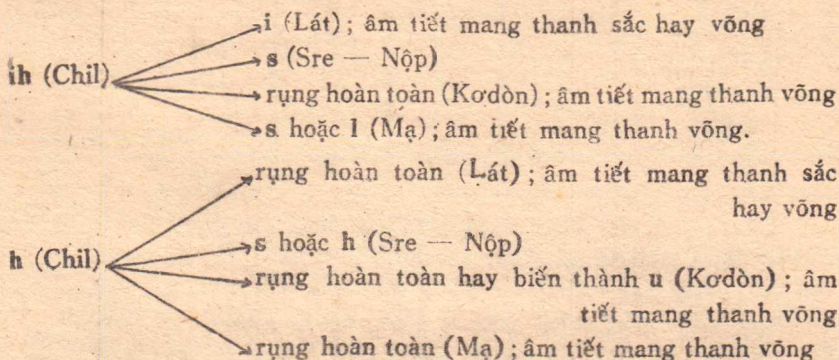 i (Lát) ; âm tiết mang thanh sắc hay võng
ih (Chil)
s (Sre — Nộp)
rụng hoàn toàn (Kơdòn) ; âm tiết mang thanh võng
s hoặc l (Mạ) ; âm tiết mang thanh võng.
rụng hoàn toàn (Lát) ; âm tiết mang thanh sắc
hay võng
h (Chil)
s hoặc h (Sre — Nộp)
rụng hoàn toàn hay biến thành u (Kơdòn) ; âm
tiết mang thanh võng
rụng hoàn toàn (Mạ) ; âm tiết mang thanh võng